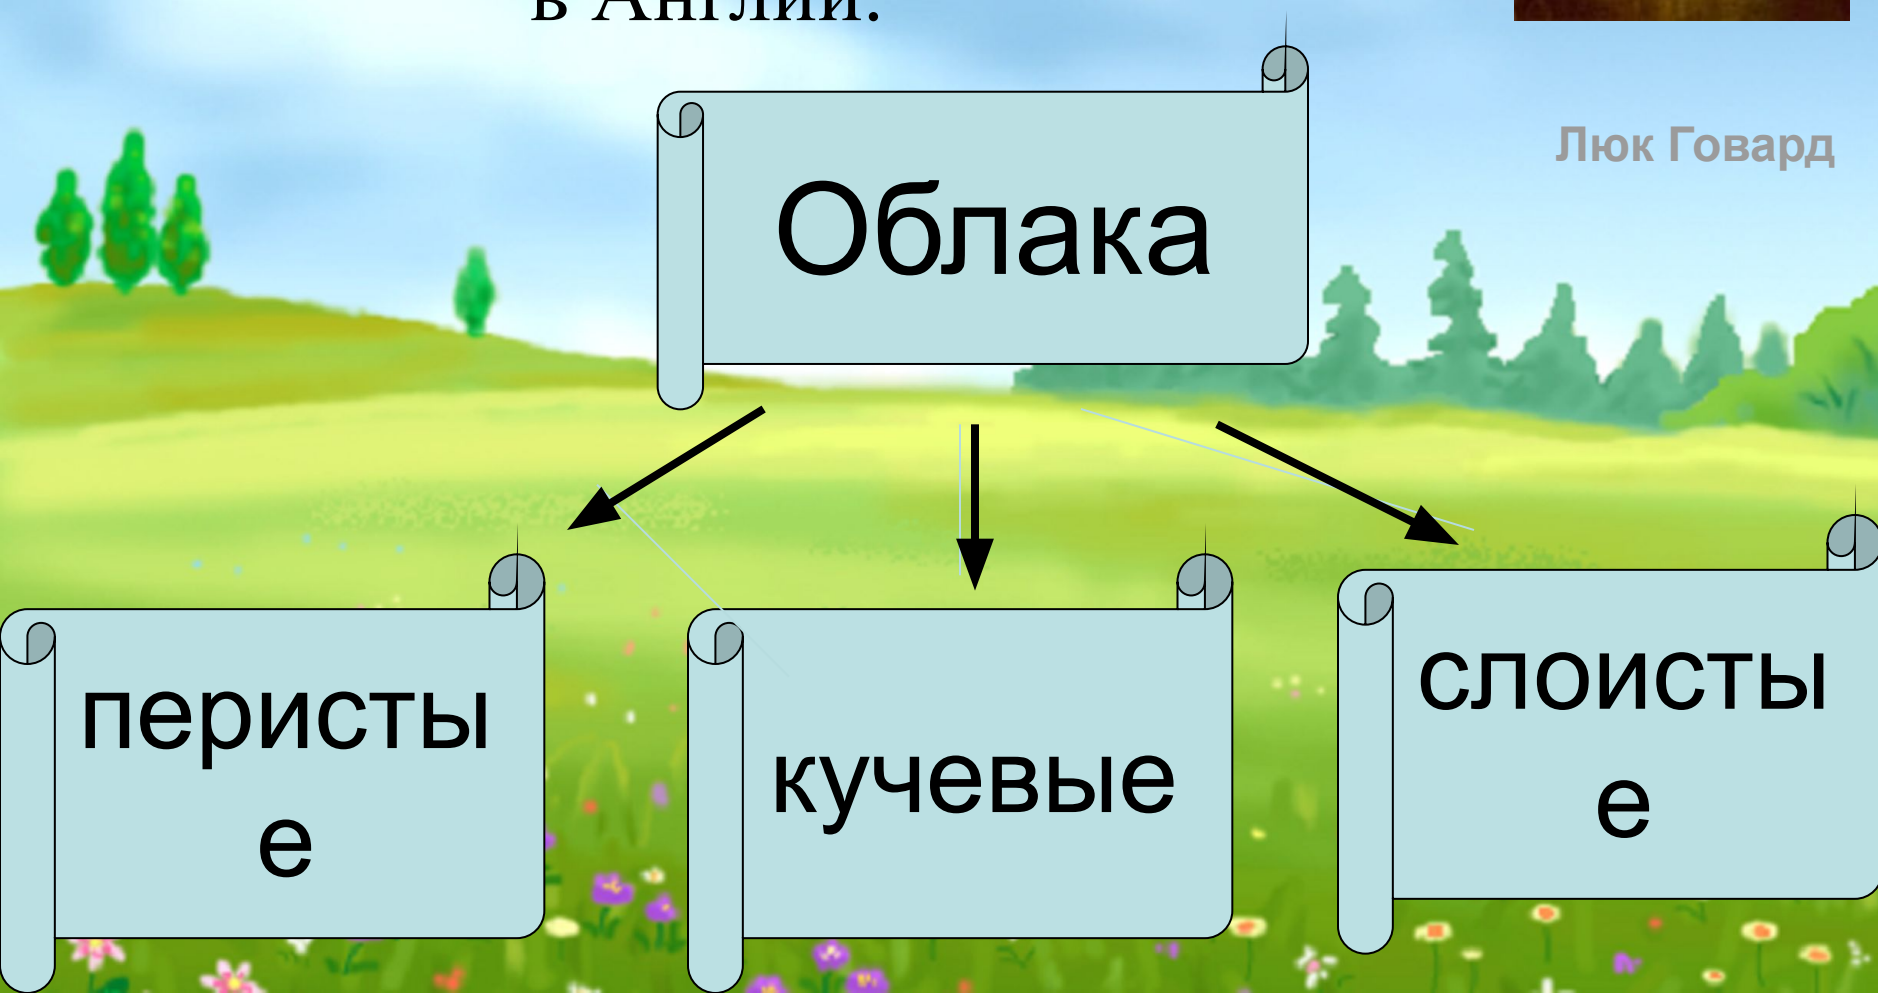 в Англии.
Люк Говард
Облака
перисты
е
кучевые
слоисты
е